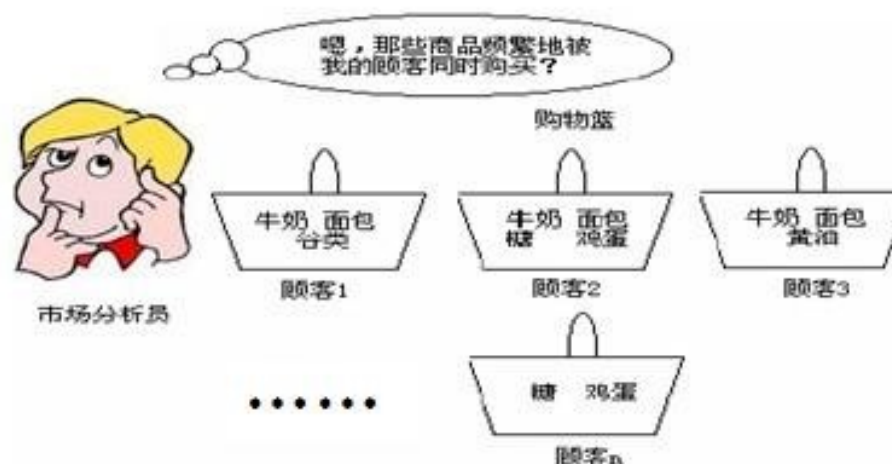 嗯，那些商品频繁地被
我的顾客同时购买？
购物篮
牛奶 面包
谷类
牛奶 面包
糖 鸡蛋
牛奶 面包
黄油
顾客1
顾客2
顾客3
市场分析员
......
糖 鸡蛋
顾客n